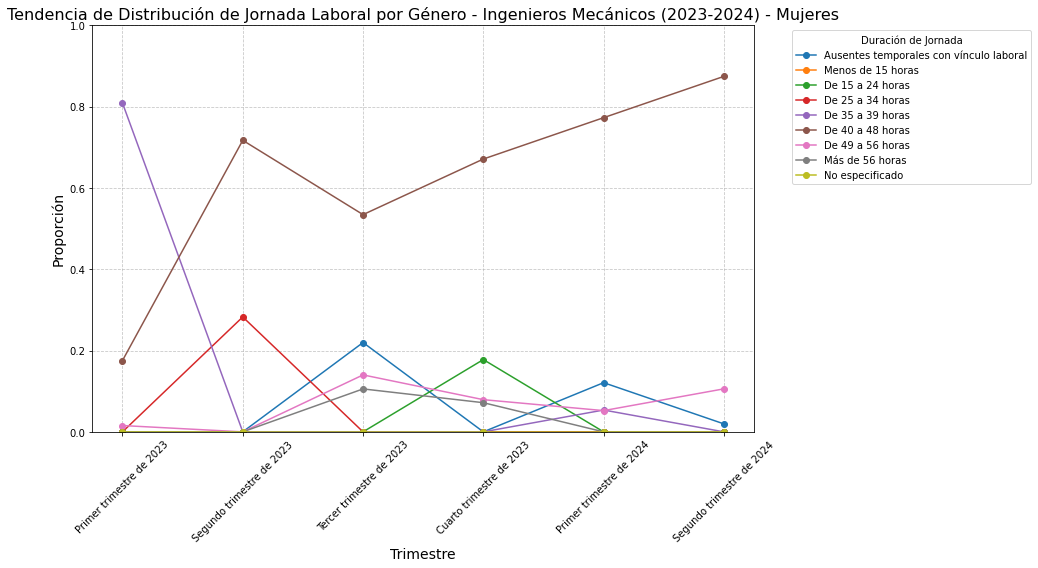 Tendencia de Distribución de Jornada Laboral por Género - Ingenieros Mecánicos (2023-2024) - Mujeres
Duración de Jornada
Ausentes temporales con vínculo laboral
Menos de 15 horas
De 15 a 24 horas
De 25 a 34 horas
De 35 a 39 horas
De 40 a 48 horas
De 49 a 56 horas
Más de 56 horas
No especificado
Proporción
1.0
0.8
0.6
0.4
0.2
0.0
Primer trimestre de 2023
Segundo trimestre de 2023
Tercer trimestre de 2023
Cuarto trimestre de 2023
Primer trimestre de 2024
Segundo trimestre de 2024
Trimestre